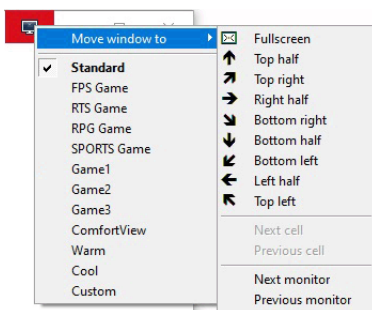 Move window to
Standard
FPS Game
RTS Game
RPG Game
SPORTS Game
Game1
Game2
Game3
ComfortView
Warm
Cool
Custom
Fullscreen
Top half
Top right
Right half
Bottom right
Bottom half
Bottom left
Left half
Top left
Next cell
Previous cell
Next monitor
Previous monitor